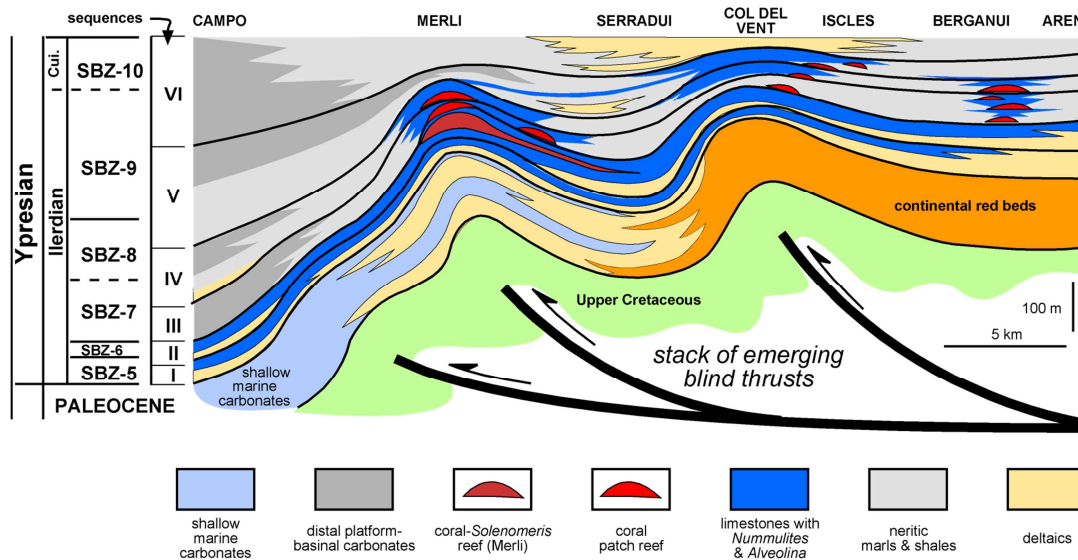 sequences
CAMPO
MERLI
SERRADUI
COL DEL
VENT
ISCLES
BERGANUI
AREN
Ypresian
Ilerdian
Cui.
SBZ-10
SBZ-9
SBZ-8
SBZ-7
SBZ-6
SBZ-5
VI
V
IV
III
II
I
PALEOCENE
continental red beds
Upper Cretaceous
100 m
5 km
stack of emerging
blind thrusts
shallow
marine
carbonates
shallow
marine
carbonates
distal platform-
basinal carbonates
coral-Solenomeris
reef (Merli)
coral
patch reef
limestones with
Nummulites
& Alveolina
neritic
marls & shales
deltaics